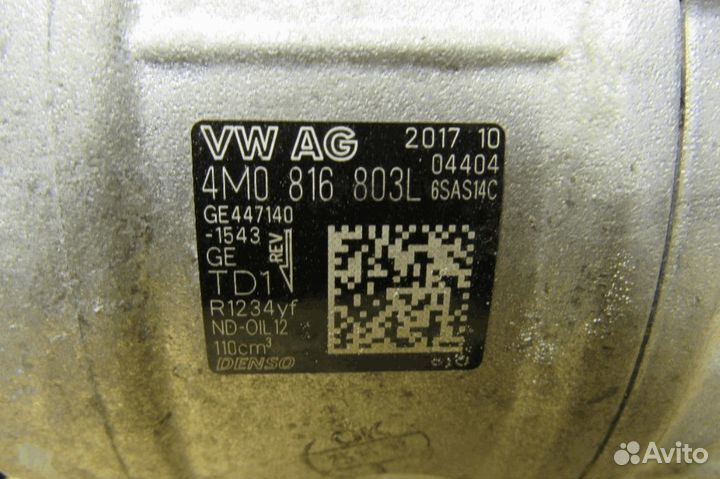 VW AG 2017 10
04404
4M0 816 803L 6SAS14C
GE447140
-1543
REV
GE
TD1
R1234yf
ND-OIL12
110cm³
DENSO
Avito